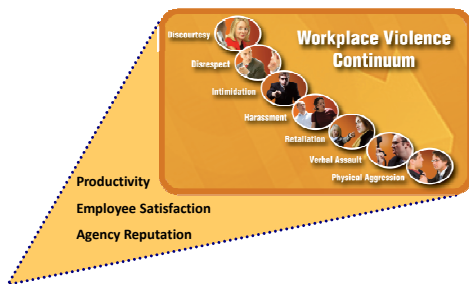 Workplace Violence
Continuum
Discourtesy
Disrespect
Intimidation
Harassment
Retaliation
Verbal Assault
Physical Aggression
Productivity
Employee Satisfaction
Agency Reputation